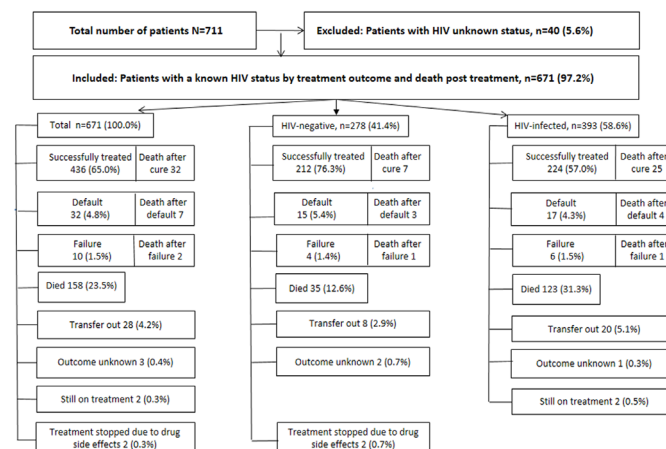 Total number of patients N=711
Excluded: Patients with HIV unknown status, n=40 (5.6%)
Included: Patients with a known HIV status by treatment outcome and death post treatment, n=671 (97.2%)
Total n=671 (100.0%)
Successfully treated
436 (65.0%)
Death after
cure 32
Default
32 (4.8%)
Death after
default 7
Failure
10 (1.5%)
Death after
failure 2
Died 158 (23.5%)
Transfer out 28 (4.2%)
Outcome unknown 3 (0.4%)
Still on treatment 2 (0.3%)
Treatment stopped due to drug
side effects 2 (0.3%)
HIV-negative, n=278 (41.4%)
Successfully treated
212 (76.3%)
Death after
cure 7
Default
15 (5.4%)
Death after
default 3
Failure
4 (1.4%)
Death after
failure 1
Died 35 (12.6%)
Transfer out 8 (2.9%)
Outcome unknown 2 (0.7%)
Treatment stopped due to drug
side effects 2 (0.7%)
HIV-infected, n=393 (58.6%)
Successfully treated
224 (57.0%)
Death after
cure 25
Default
17 (4.3%)
Death after
default 4
Failure
6 (1.5%)
Death after
failure 1
Died 123 (31.3%)
Transfer out 20 (5.1%)
Outcome unknown 1 (0.3%)
Still on treatment 2 (0.5%)